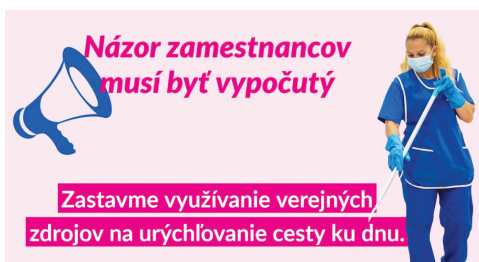 Názor zamestnancov
musí byť vypočutý
Zastavme využívanie verejných
zdrojov na urýchľovanie cesty ku dnu.